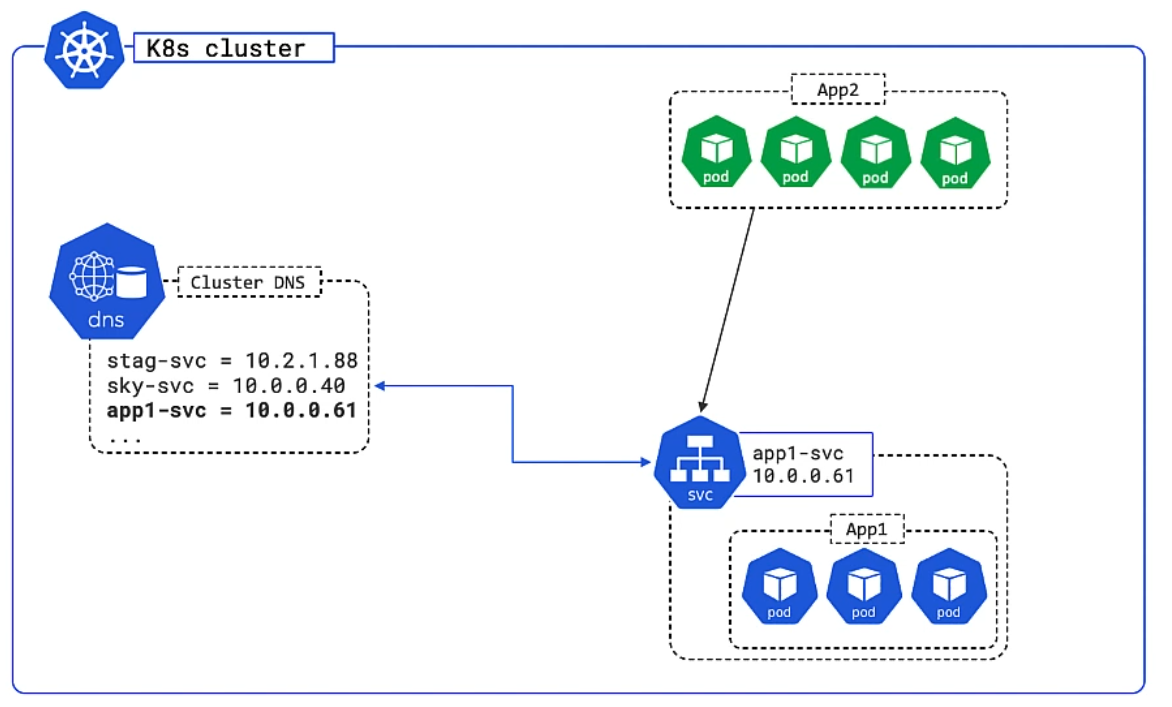 K8s cluster
App2
pod
pod
pod
pod
Cluster DNS
dns
stag-svc = 10.2.1.88
sky-svc = 10.0.0.40
app1-svc = 10.0.0.61
...
app1-svc
10.0.0.61
svc
App1
pod
pod
pod